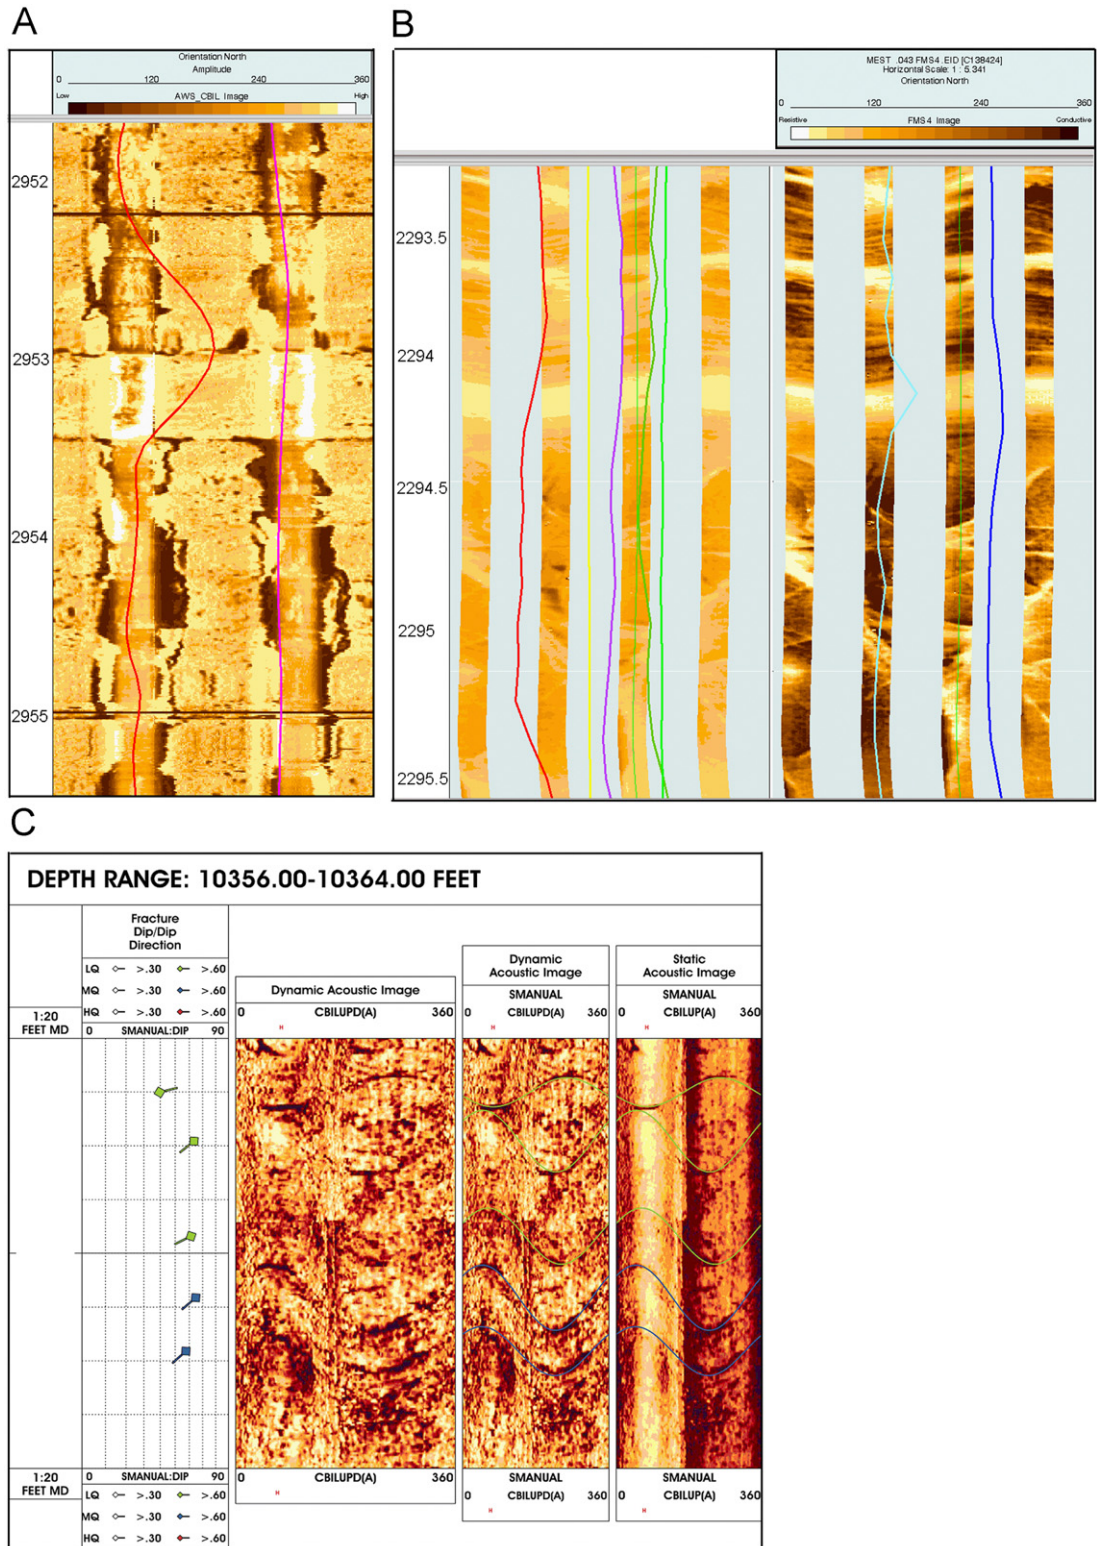 A
Orientation North
Amplitude
0 120 240 360
Low AWS_CBIL Image High
2952
2953
2954
2955
B
MEST .043 FMS4 .EID [C138424]
Horizontal Scale: 1 : 5.341
Orientation North
0 120 240 360
Resistive FMS4 Image Conductive
2293.5
2294
2294.5
2295
2295.5
C
DEPTH RANGE: 10356.00-10364.00 FEET
Fracture
Dip/Dip
Direction
LQ >.30 >.60
MQ >.30 >.60
HQ >.30 >.60
1:20
FEET MD
0 SMANUAL:DIP 90
Dynamic Acoustic Image
0 CBILUPD(A) 360
H
Dynamic
Acoustic Image
SMANUAL
0 CBILUPD(A) 360
H
Static
Acoustic Image
SMANUAL
0 CBILUP(A) 360
H
1:20
FEET MD
0 SMANUAL:DIP 90
LQ >.30 >.60
MQ >.30 >.60
HQ >.30 >.60
0 CBILUPD(A) 360
H
SMANUAL
0 CBILUPD(A) 360
H
SMANUAL
0 CBILUP(A) 360
H